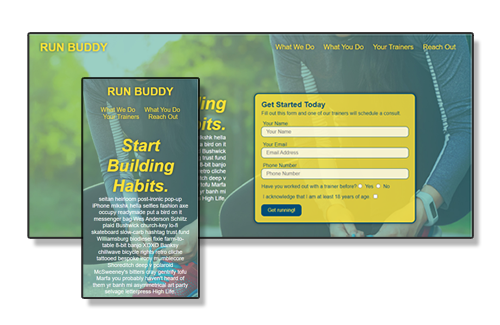 RUN BUDDY
What We Do
What You Do
Your Trainers
Reach Out
lding
its.
Get Started Today
Fill out this form and one of our trainers will schedule a consult
Your Name
Your Name
Your Email
Email Address
Phone Number
Phone Number
Have you worked out with a trainer before? Yes No
I acknowledge that I am at least 18 years of age
Get running!
RUN BUDDY
What We Do What You Do
Your Trainers Reach Out
Start
Building
Habits.
seitan heirloom post-ironic pop-up
iPhone mlkshk hella selfies fashion axe
occupy readymade put a bird on it
messenger bag Wes Anderson Schlitz
plaid Bushwick church-key lo-fi
skateboard slow-carb hashtag trust fund
Williamsburg biodiesel fixie farm-to-
table 8-bit banjo XOXO Banksy
chillwave bicycle rights retro cliche
tattooed bespoke irony mumblecore
Shoreditch deep v polaroid
McSweeney's bitters cray gentrify tofu
Marfa you probably haven't heard of
them yr banh mi asymmetrical art party
selvage letterpress High Life.